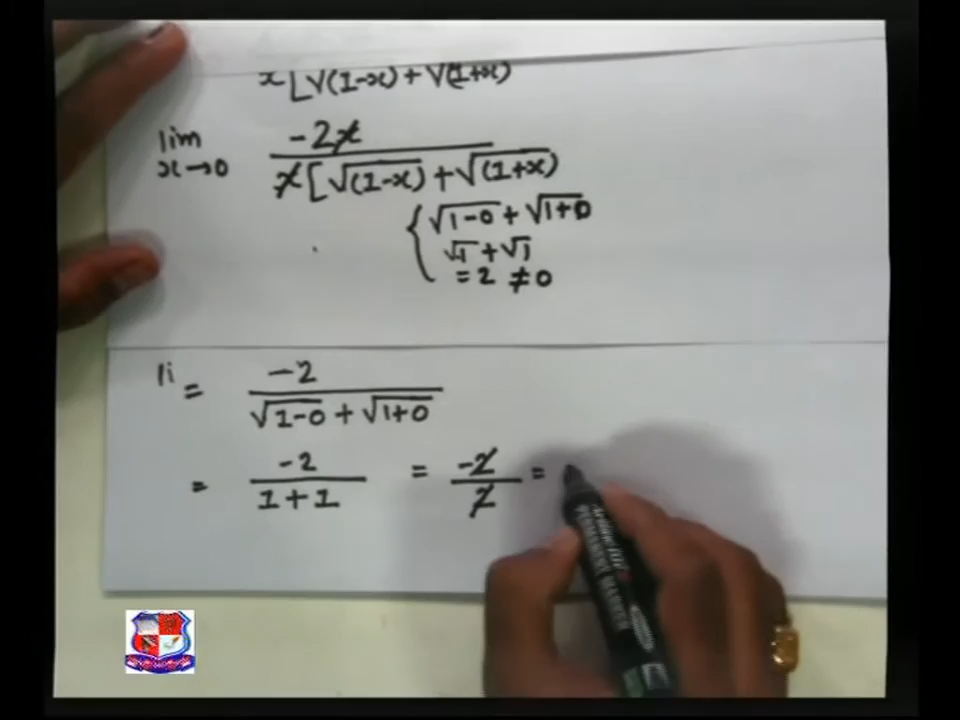 x[√(1-x) + √(1+x)
lim x→0 -2x / x[√(1-x) + √(1+x)
{ √1-0 + √1+0
√1 + √1
= 2 ≠ 0
li = -2 / √1-0 + √1+0
= -2 / 1+1 = -2 / 2 =